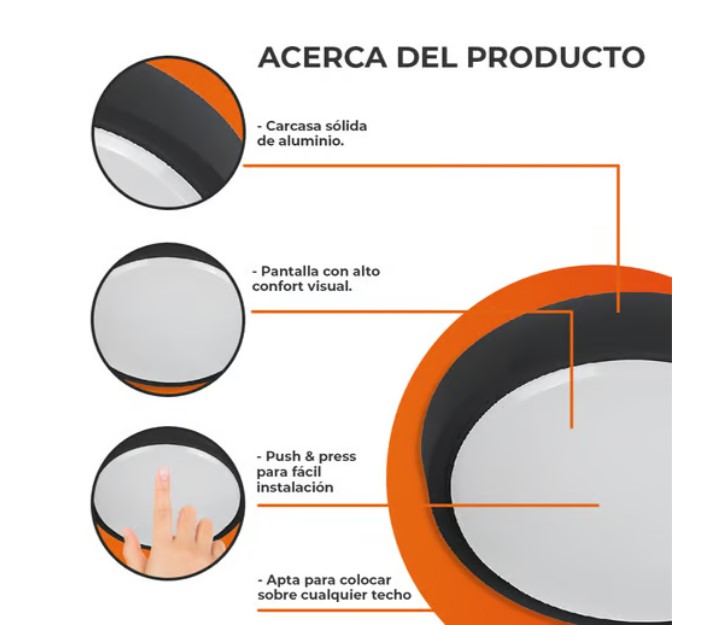 ACERCA DEL PRODUCTO
- Carcasa sólida
de aluminio.
- Pantalla con alto
confort visual.
- Push & press
para fácil
instalación
- Apta para colocar
sobre cualquier techo